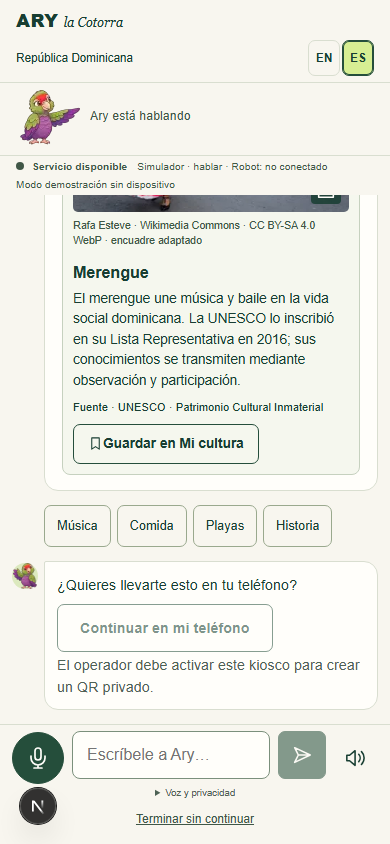 ARY la Cotorra
República Dominicana
EN ES
Ary está hablando
Servicio disponible Simulador · hablar · Robot: no conectado
Modo demostración sin dispositivo
Rafa Esteve · Wikimedia Commons · CC BY-SA 4.0
WebP · encuadre adaptado
Merengue
El merengue une música y baile en la vida
social dominicana. La UNESCO lo inscribió
en su Lista Representativa en 2016; sus
conocimientos se transmiten mediante
observación y participación.
Fuente · UNESCO · Patrimonio Cultural Inmaterial
Guardar en Mi cultura
Música Comida Playas Historia
¿Quieres llevarte esto en tu teléfono?
Continuar en mi teléfono
El operador debe activar este kiosco para crear
un QR privado.
Escríbele a Ary…
Voz y privacidad
N
Terminar sin continuar